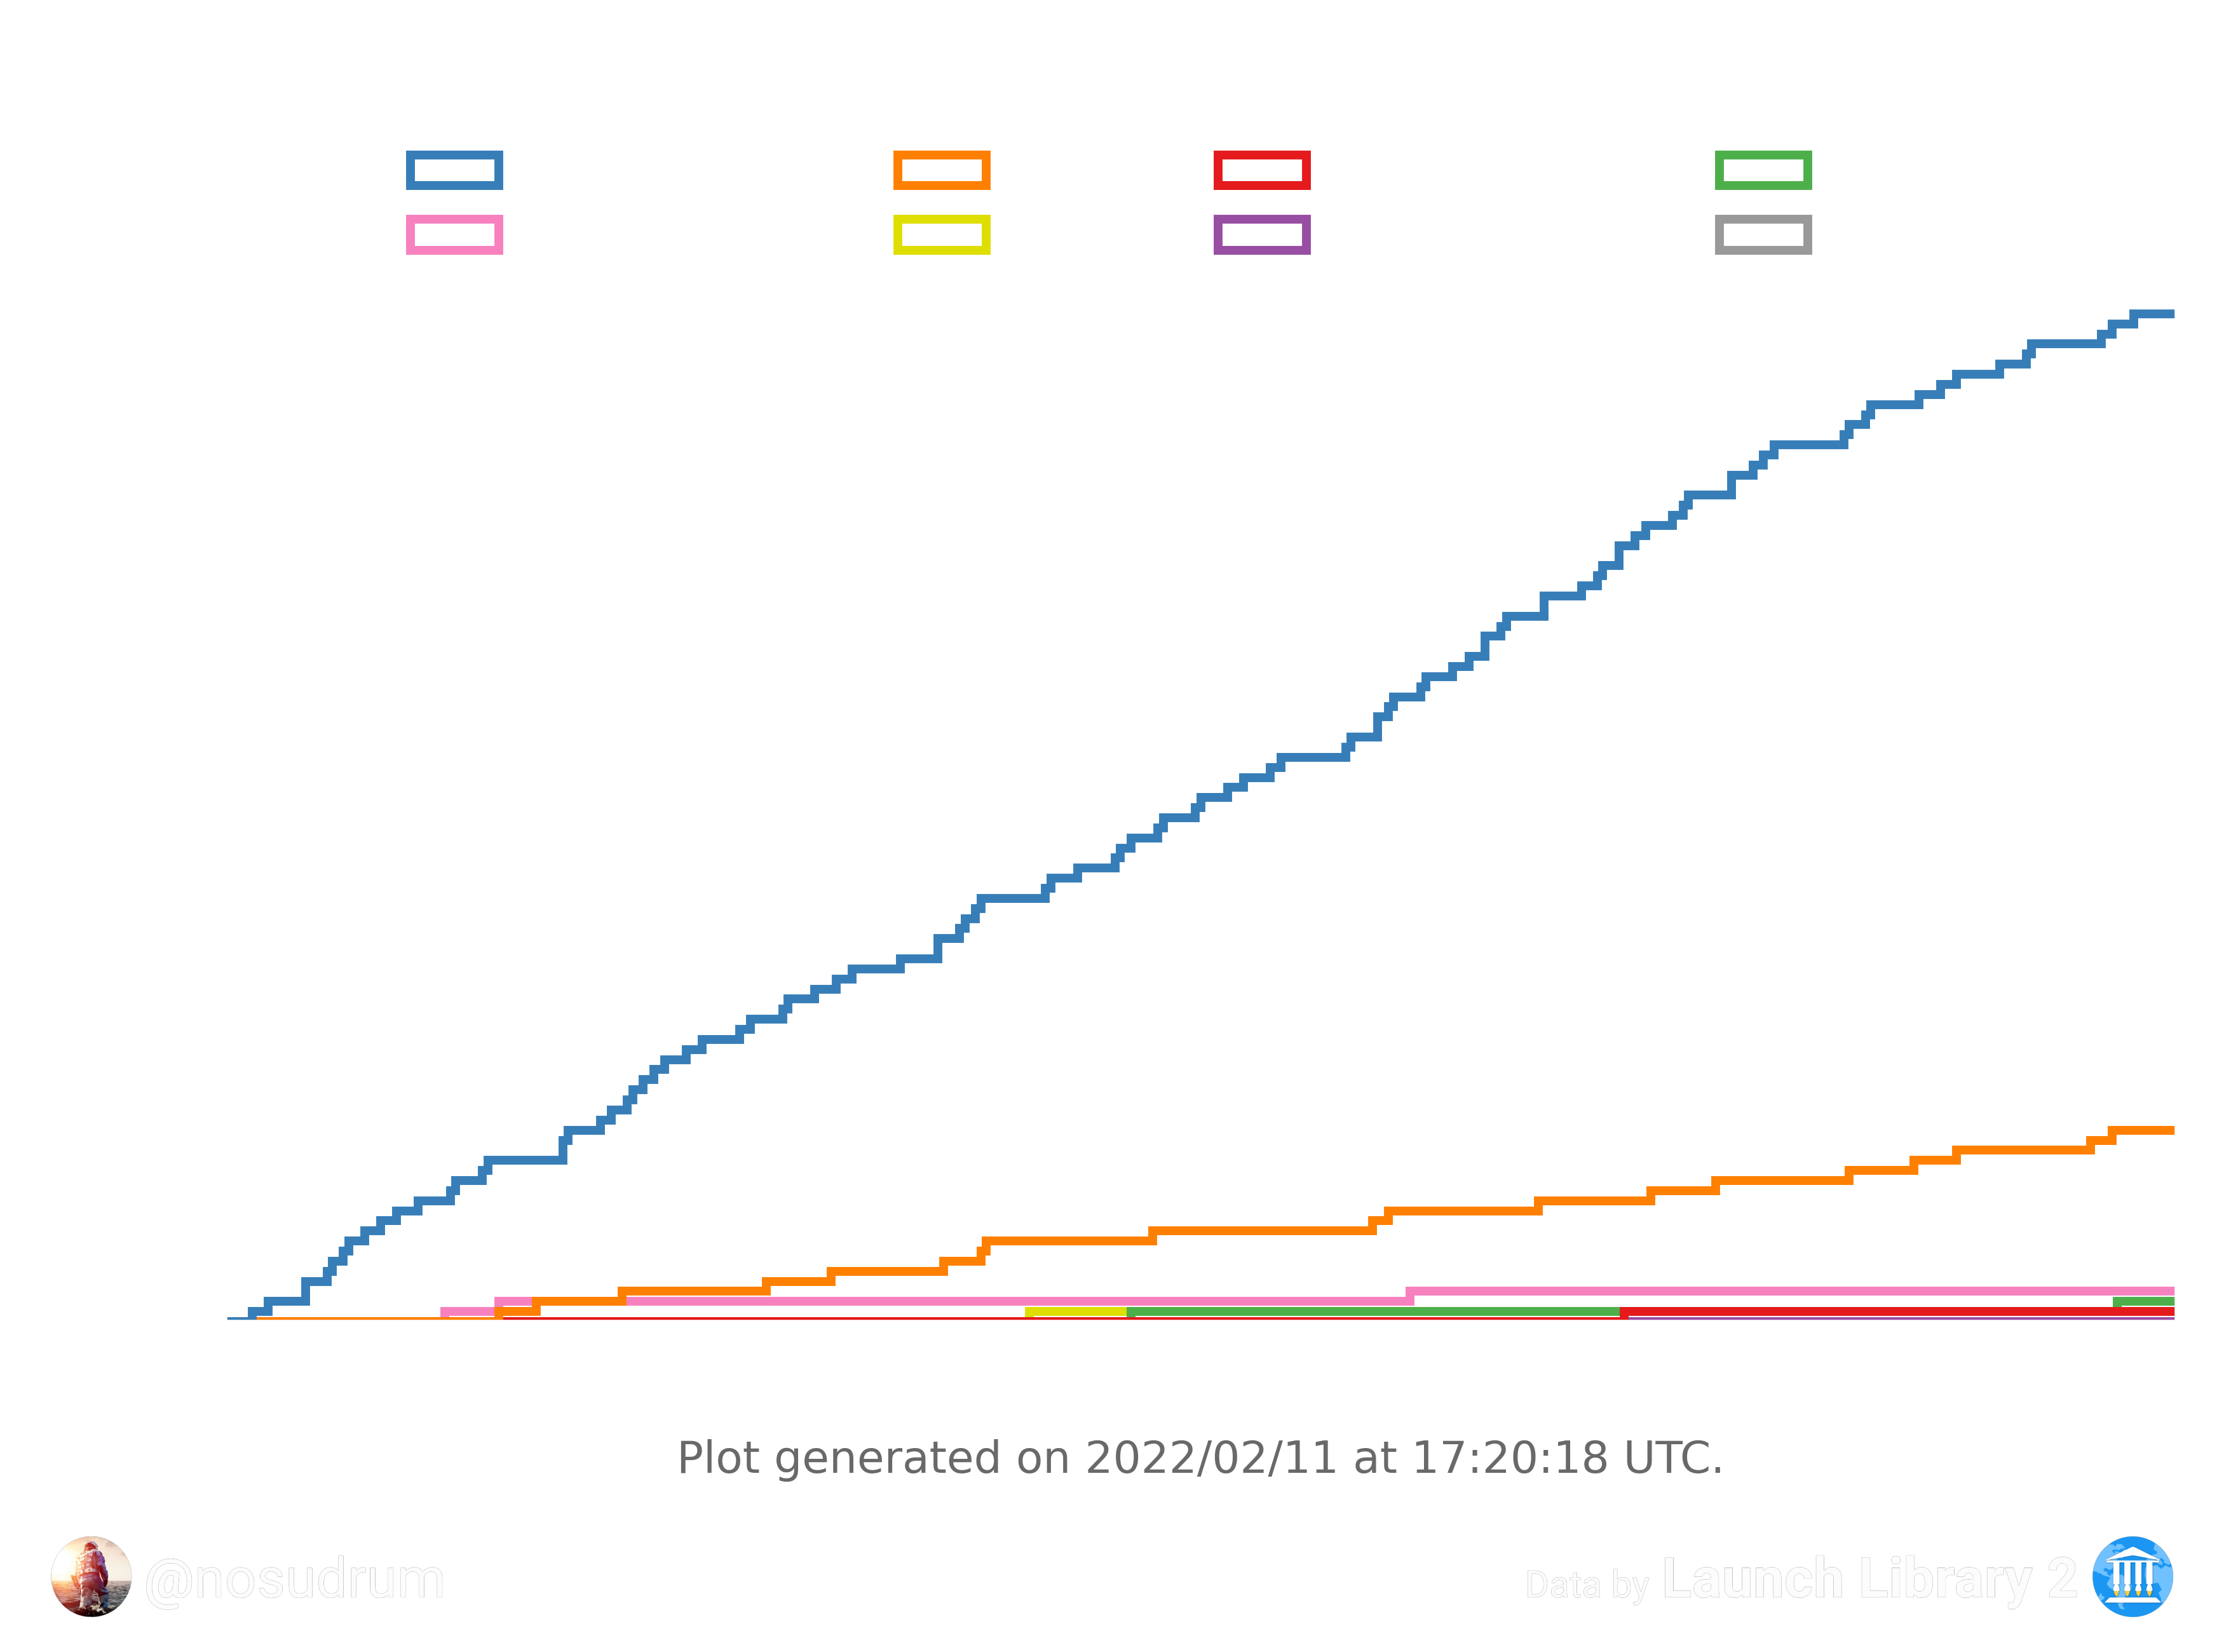 Plot generated on 2022/02/11 at 17:20:18 UTC.
@nosudrum
Data by Launch Library 2